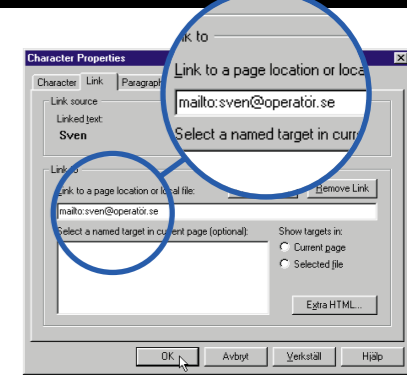 Character Properties
Character Link Paragraph
Link source
Linked text:
Sven
Link to
Link to a page location or local file:
Remove Link
mailto:sven@operatör.se
Select a named target in current page (optional):
Show targets in:
Current page
Selected file
Extra HTML...
OK Avbryt Verkställ Hjälp
to
Link to a page location or loca
mailto:sven@operatör.se
Select a named target in curr